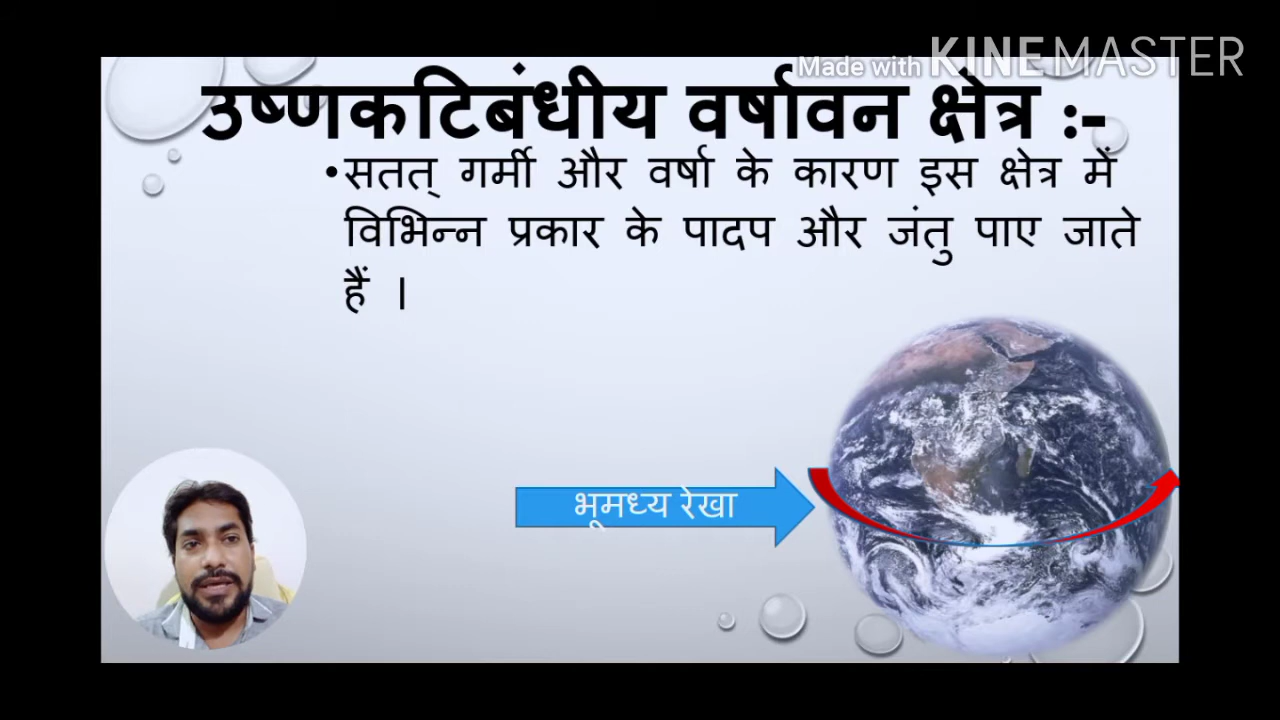 Made with KINEMASTER
उष्णकटिबंधीय वर्षावन क्षेत्र :-
•सतत् गर्मी और वर्षा के कारण इस क्षेत्र में
विभिन्न प्रकार के पादप और जंतु पाए जाते
हैं ।
भूमध्य रेखा